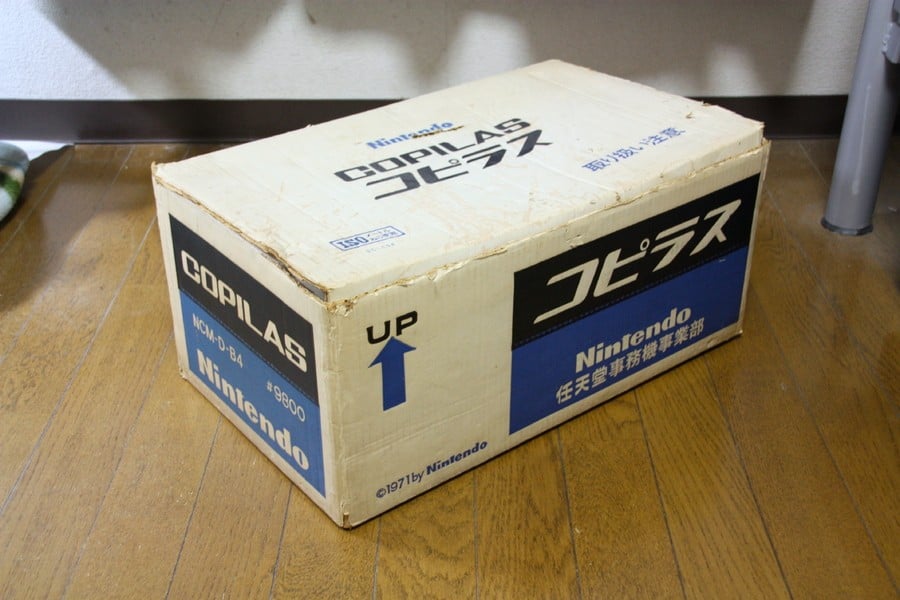 Nintendo
COPILAS
コピラス
取り扱い注意
ISO
COPILAS
NCM-D-B4
#9800
Nintendo
UP
©1971 by Nintendo
コピラス
Nintendo
任天堂事務機事業部